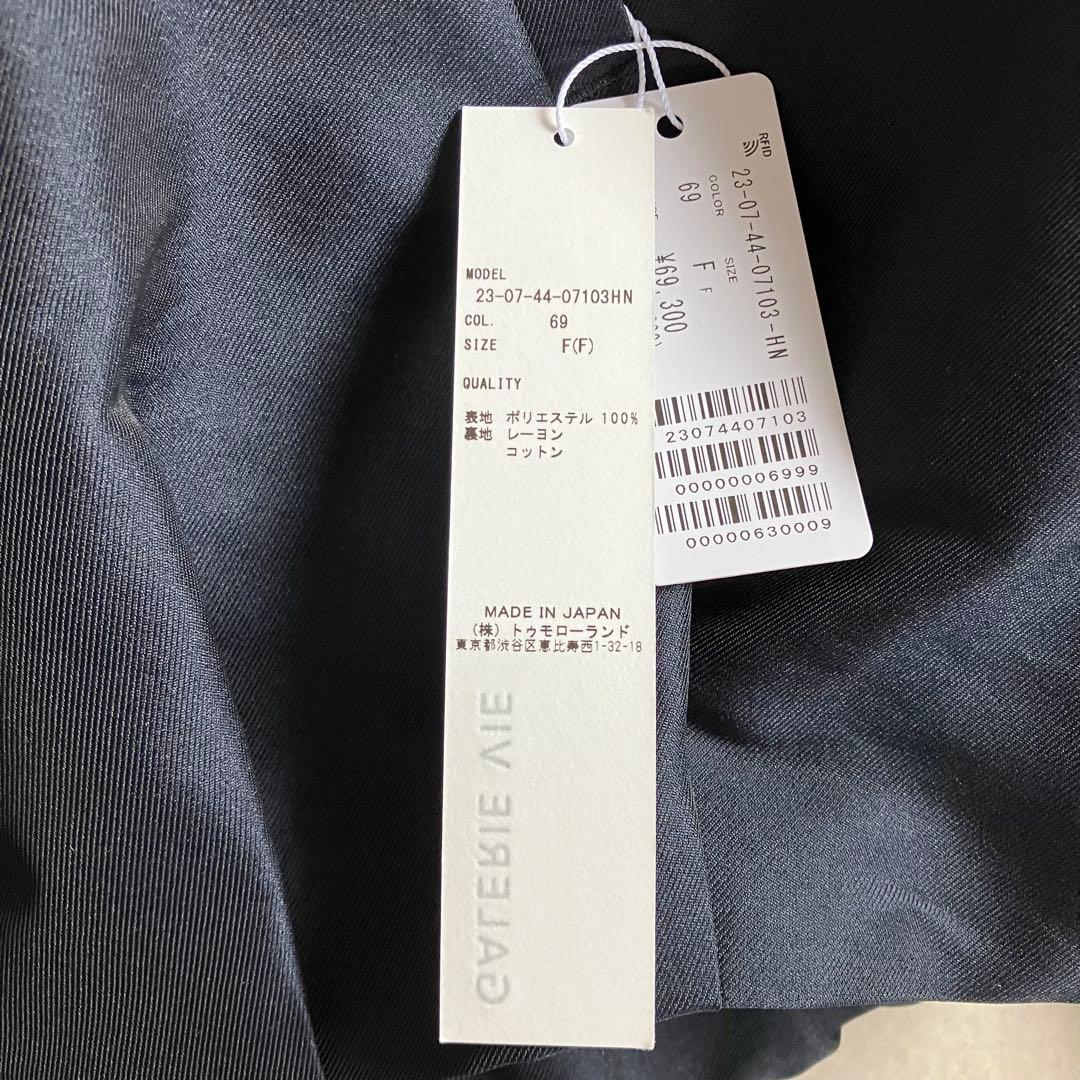 MODEL
23-07-44-07103HN
COL. 69
SIZE F(F)
QUALITY
表地 ポリエステル 100%
裏地 レーヨン
コットン
MADE IN JAPAN
(株) トゥモローランド
東京都渋谷区恵比寿西1-32-18
GALERIE VIE
RFID
23-07-44-07103-HN
COLOR SIZE
69 F F
¥69,300
23074407103
00000006999
00000630009